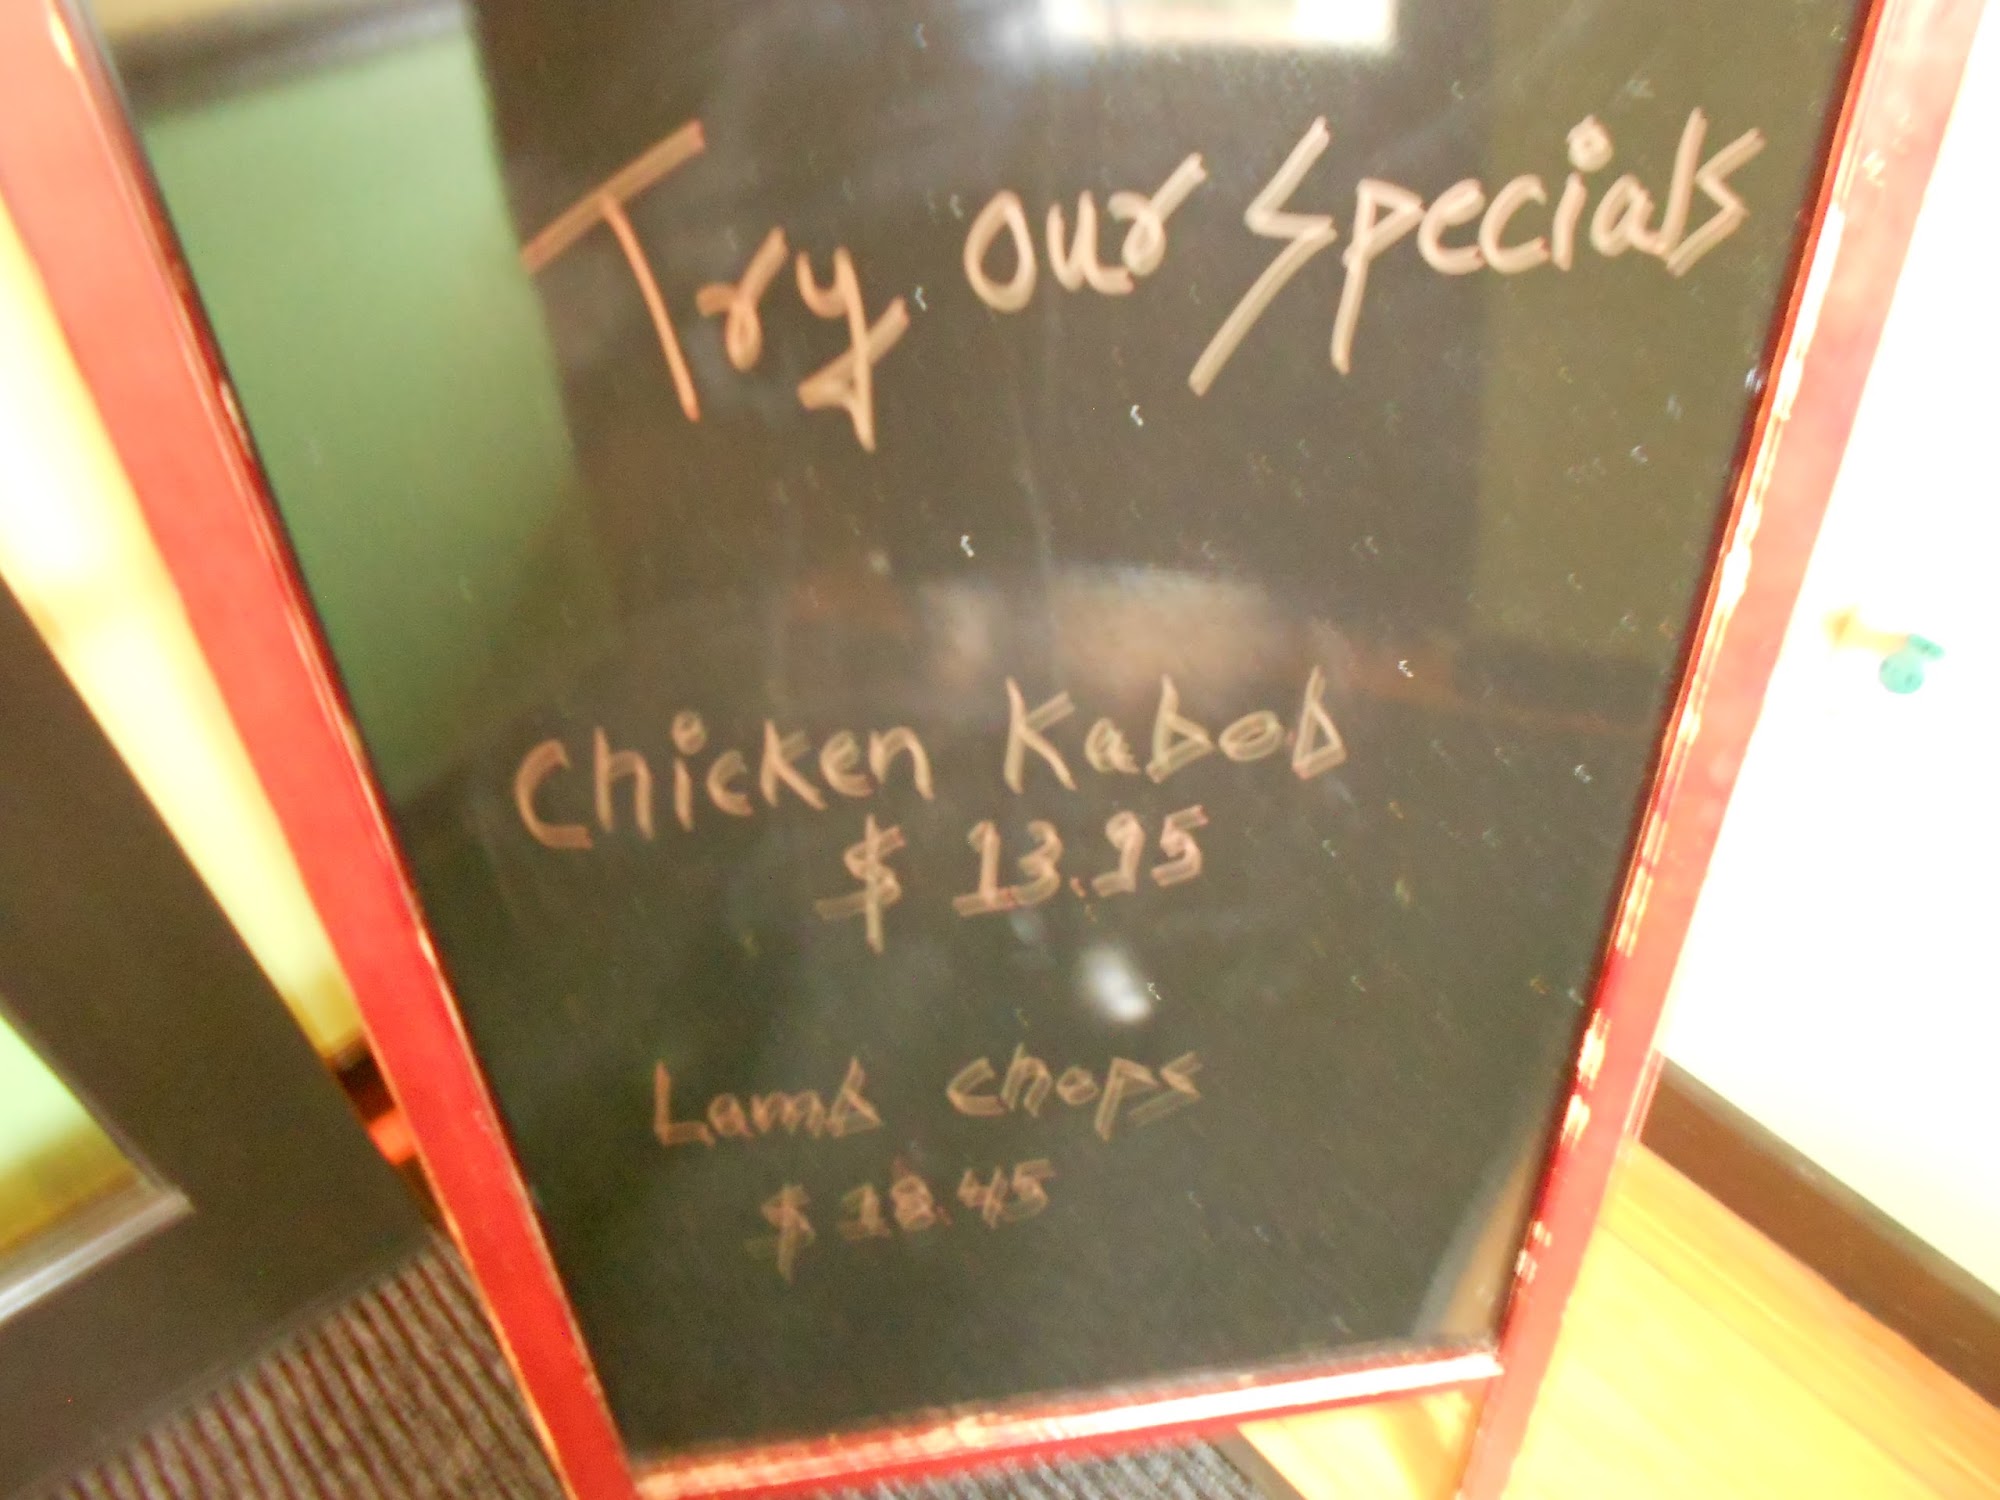 Try our Specials
Chicken Kabob
$ 13.95
Lamb Chops
$ 18.45